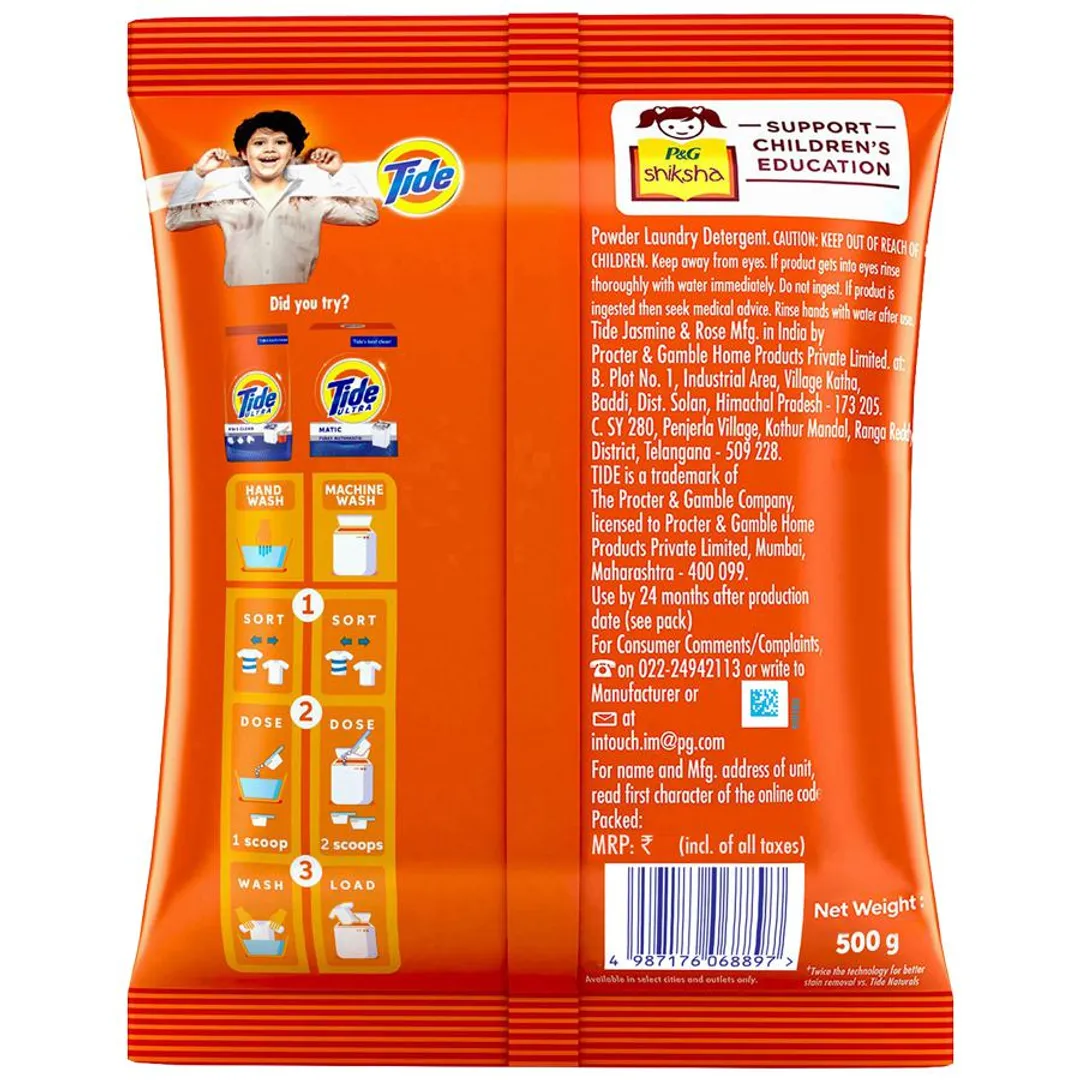 Tide
Did you try?
Tide's best clean!
Tide
ULTRA
Tide
ULTRA
MATIC
HAND
WASH
MACHINE
WASH
1
SORT
SORT
2
DOSE
DOSE
1 scoop
2 scoops
3
WASH
LOAD
P&G
shiksha
SUPPORT
CHILDREN'S
EDUCATION
Powder Laundry Detergent. CAUTION: KEEP OUT OF REACH OF
CHILDREN. Keep away from eyes. If product gets into eyes rinse
thoroughly with water immediately. Do not ingest. If product is
ingested then seek medical advice. Rinse hands with water after use.
Tide Jasmine & Rose Mfg. in India by
Procter & Gamble Home Products Private Limited. at:
B. Plot No. 1, Industrial Area, Village Katha,
Baddi, Dist. Solan, Himachal Pradesh - 173 205.
C. SY 280, Penjerla Village, Kothur Mandal, Ranga Reddy
District, Telangana - 509 228.
TIDE is a trademark of
The Procter & Gamble Company,
licensed to Procter & Gamble Home
Products Private Limited, Mumbai,
Maharashtra - 400 099.
Use by 24 months after production
date (see pack)
For Consumer Comments/Complaints,
☎ on 022-24942113 or write to
Manufacturer or
✉ at
intouch.im@pg.com
For name and Mfg. address of unit,
read first character of the online code
Packed:
MRP: ₹ (incl. of all taxes)
4 987176 068897 >
Available in select cities and outlets only.
Net Weight:
500 g
*Twice the technology for better
stain removal vs. Tide Naturals